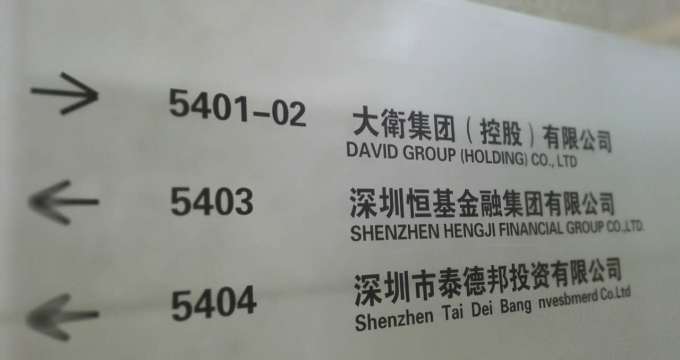 5401-02 大衛集团（控股）有限公司
DAVID GROUP (HOLDING) CO., LTD
5403 深圳恒基金融集团有限公司
SHENZHEN HENGJI FINANCIAL GROUP CO.,LTD.
5404 深圳市泰德邦投资有限公司
Shenzhen Tai Dei Bang nvesbmerd Co.Ltd